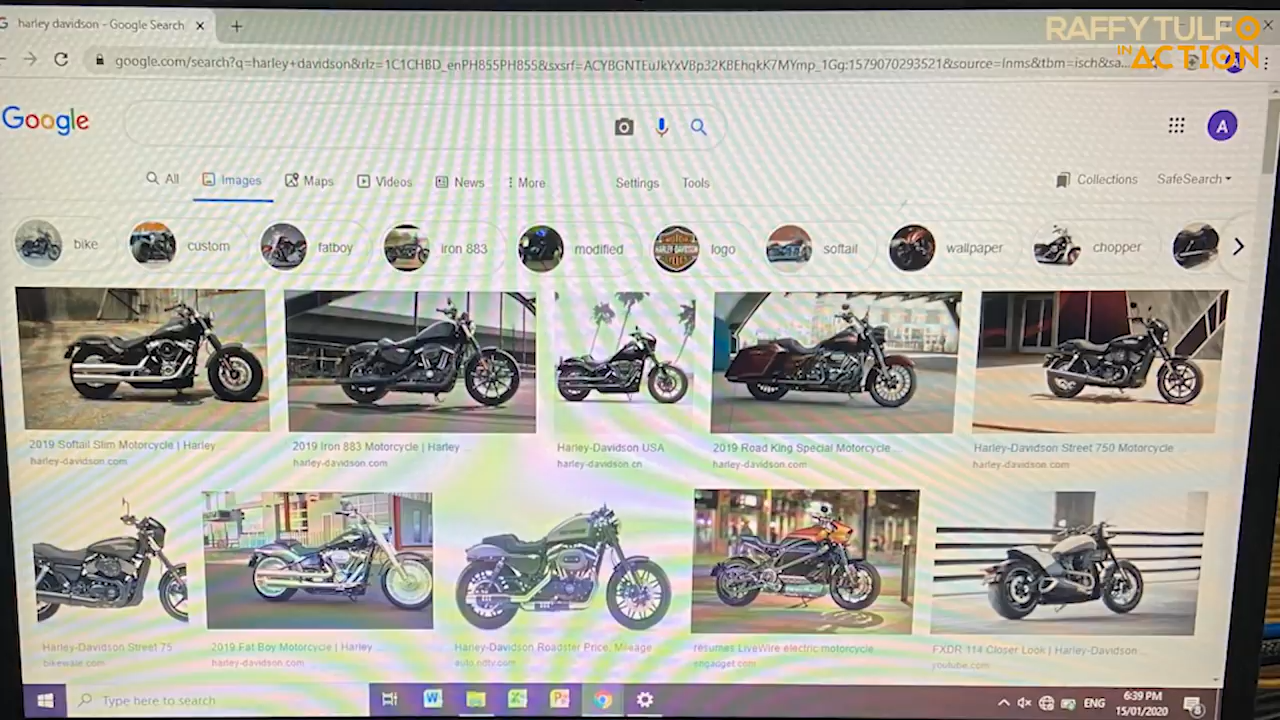 harley davidson - Google Search
RAFFY TULFO
IN ACTION
google.com/search?q=harley+davidson&rlz=1C1CHBD_enPH855PH855&sxsrf=ACYBGNTEuJkYxVBp32KBEhqkK7MYmp_1Gg:1579070293521&source=lnms&tbm=isch&sa...
Google
A
All Images Maps Videos News More Settings Tools Collections SafeSearch
bike custom fatboy iron 883 modified logo softail wallpaper chopper
HARLEY-DAVIDSON
2019 Softail Slim Motorcycle | Harley
harley-davidson.com
2019 Iron 883 Motorcycle | Harley ...
harley-davidson.com
Harley-Davidson USA
harley-davidson.cn
2019 Road King Special Motorcycle...
harley-davidson.com
Harley-Davidson Street 750 Motorcycle ...
harley-davidson.com
Harley-Davidson Street 75
bikewale.com
2019 Fat Boy Motorcycle | Harley ...
harley-davidson.com
Harley-Davidson Roadster Price, Mileage
auto.ndtv.com
resumes LiveWire electric motorcycle
engadget.com
FXDR 114 Closer Look | Harley-Davidson ...
youtube.com
Type here to search
ENG
6:39 PM
15/01/2020